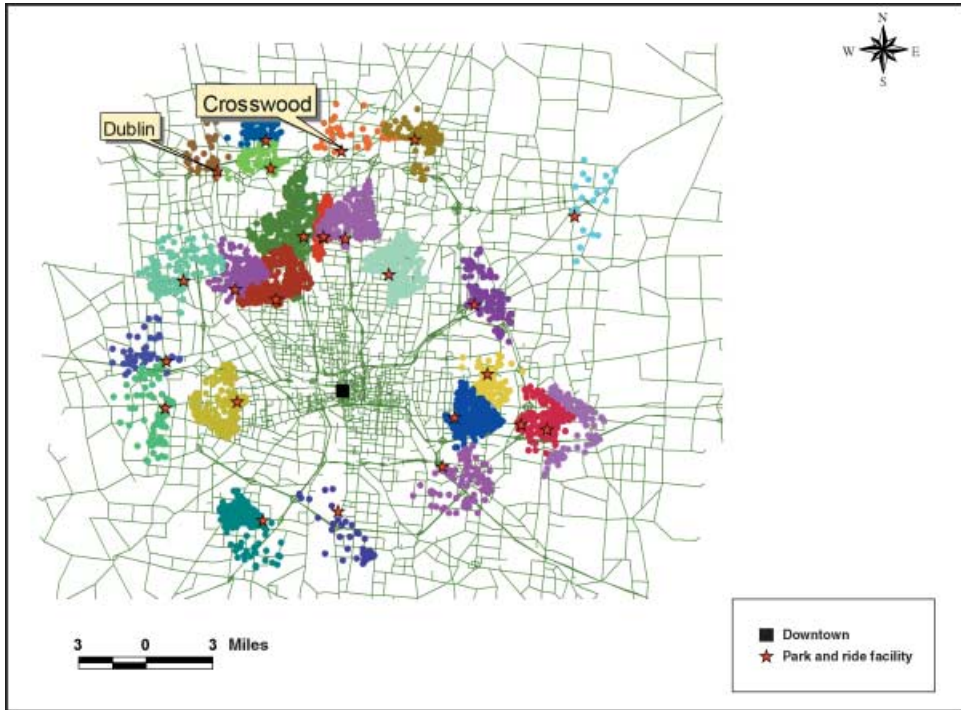 N
W E
S
Crosswood
Dublin
3 0 3 Miles
Downtown
Park and ride facility